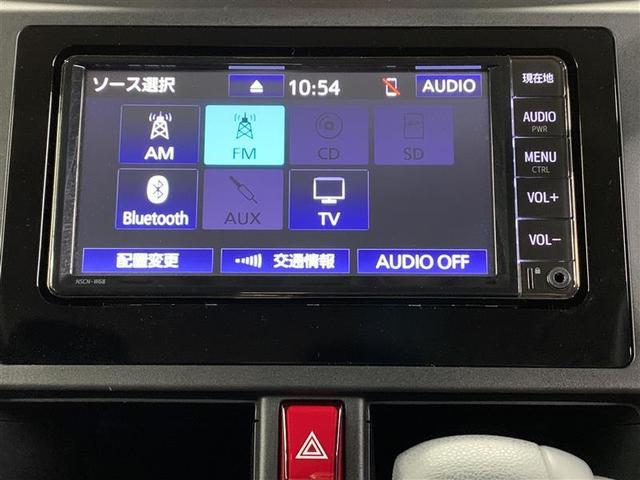 ソース選択 10:54 AUDIO 現在地
AUDIO
PWR
AM FM CD SD
MENU
CTRL
VOL+
Bluetooth AUX TV
VOL-
配置変更 交通情報 AUDIO OFF
NSCN-W68